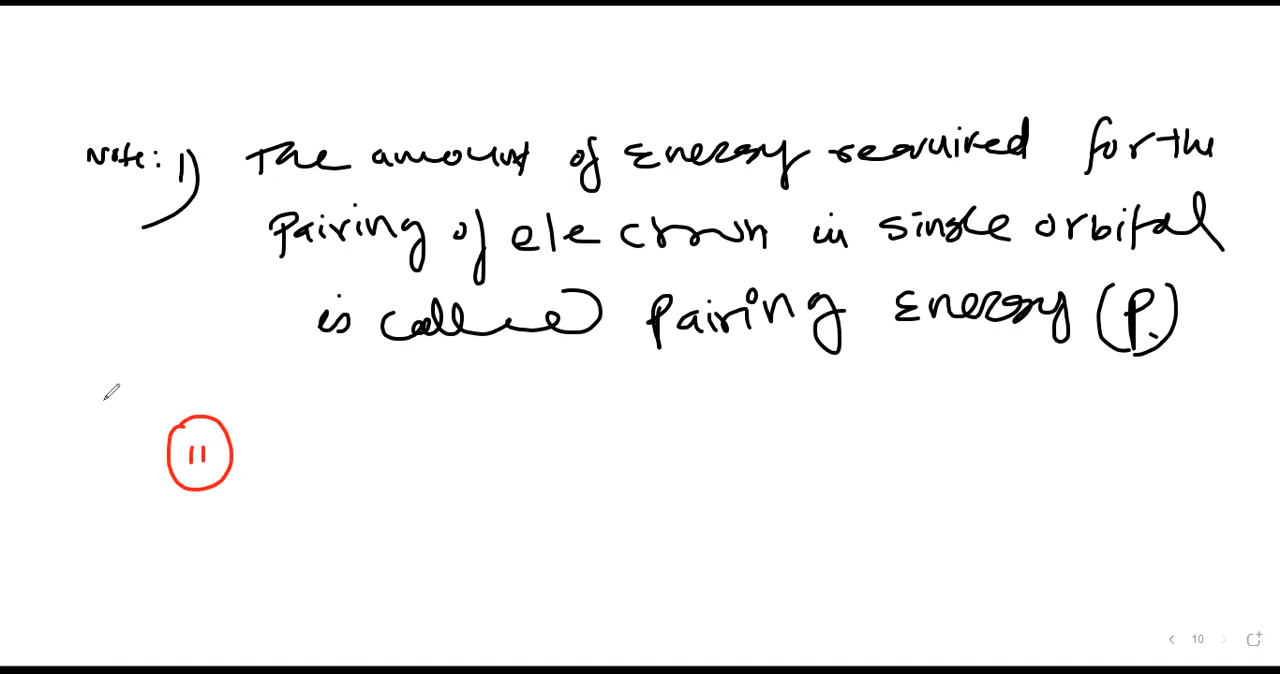 Note: 1) The amount of Energy required for the
Pairing of electron in single orbital
is called Pairing Energy (P.)
11
10